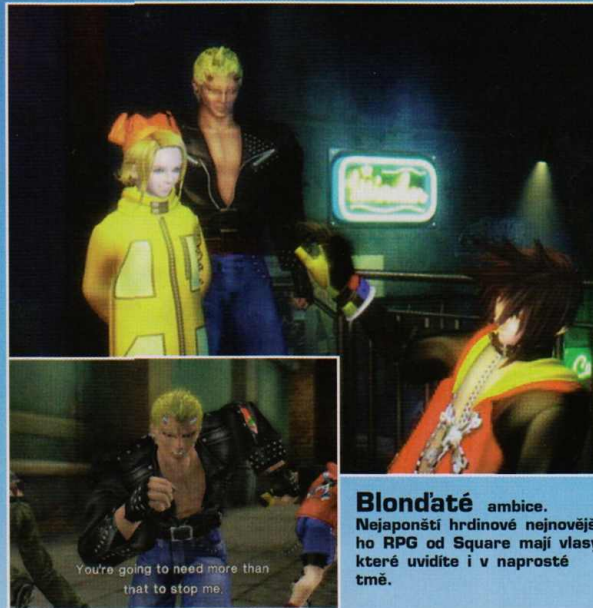 You're going to need more than
that to stop me.
Blonďaté ambice.
Nejaponští hrdinové nejnovější
ho RPG od Square mají vlasy
které uvidíte i v naprosté
tmě.